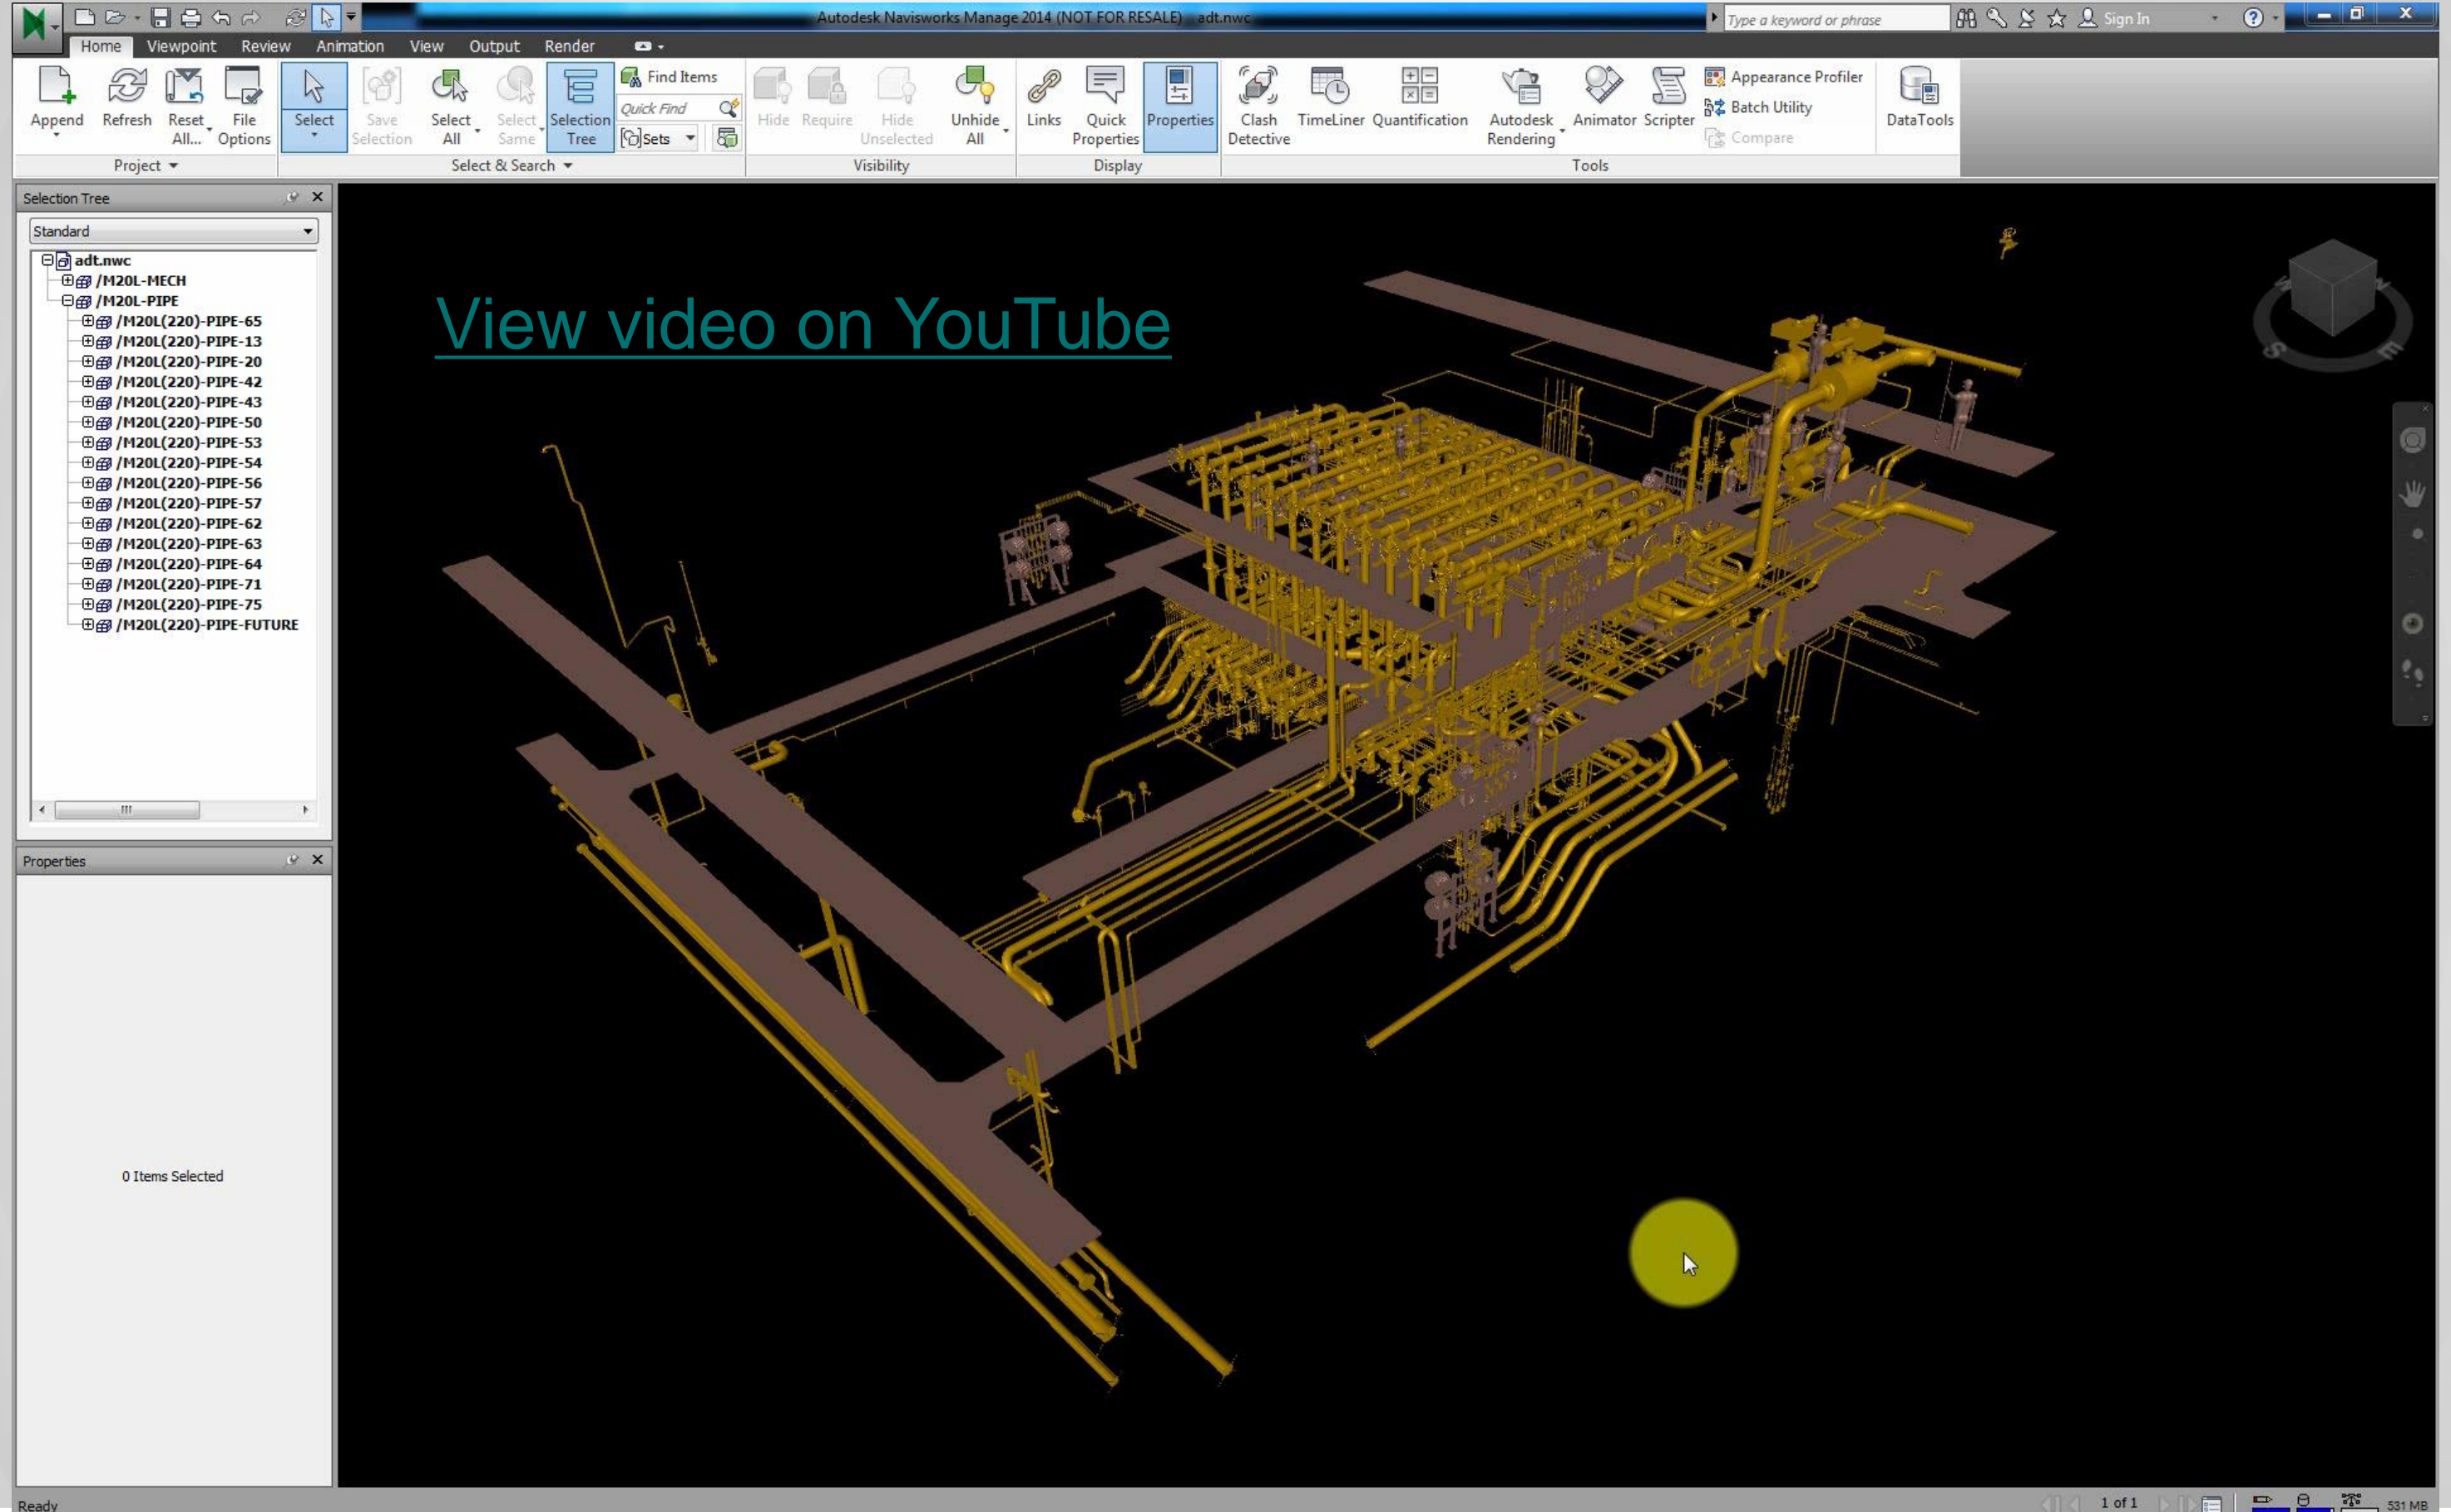 Autodesk Navisworks Manage 2014 (NOT FOR RESALE) adt.nwc
Type a keyword or phrase
Sign In
Home Viewpoint Review Animation View Output Render
Append
Refresh
Reset All...
File Options
Project
Select
Save Selection
Select All
Select Same
Selection Tree
Find Items
Quick Find
Sets
Select & Search
Hide
Require
Hide Unselected
Unhide All
Visibility
Links
Quick Properties
Properties
Display
Clash Detective
TimeLiner
Quantification
Autodesk Rendering
Animator
Scripter
Appearance Profiler
Batch Utility
Compare
Tools
DataTools
Selection Tree
Standard
adt.nwc
/M20L-MECH
/M20L-PIPE
/M20L(220)-PIPE-65
/M20L(220)-PIPE-13
/M20L(220)-PIPE-20
/M20L(220)-PIPE-42
/M20L(220)-PIPE-43
/M20L(220)-PIPE-50
/M20L(220)-PIPE-53
/M20L(220)-PIPE-54
/M20L(220)-PIPE-56
/M20L(220)-PIPE-57
/M20L(220)-PIPE-62
/M20L(220)-PIPE-63
/M20L(220)-PIPE-64
/M20L(220)-PIPE-71
/M20L(220)-PIPE-75
/M20L(220)-PIPE-FUTURE
View video on YouTube
S
E
Properties
0 Items Selected
Ready
1 of 1
531 MB